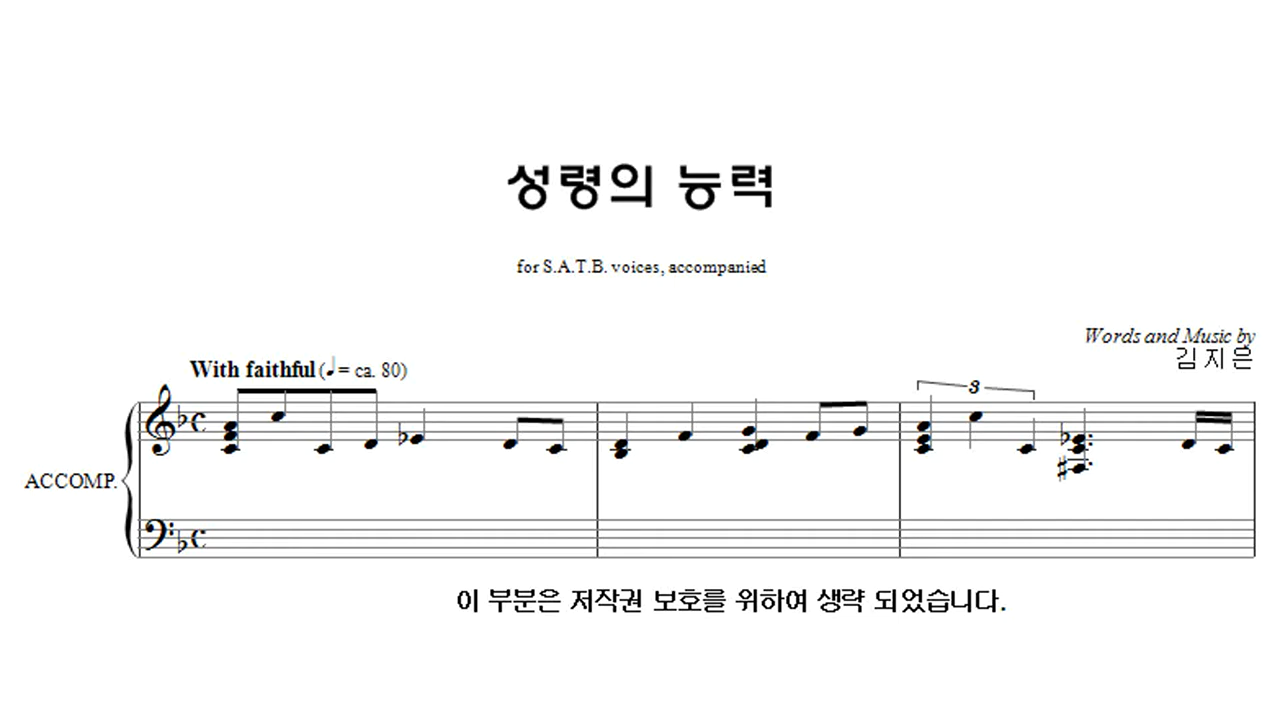 성령의 능력
for S.A.T.B. voices, accompanied
Words and Music by
김지은
With faithful (♩= ca. 80)
3
ACCOMP.
이 부분은 저작권 보호를 위하여 생략 되었습니다.